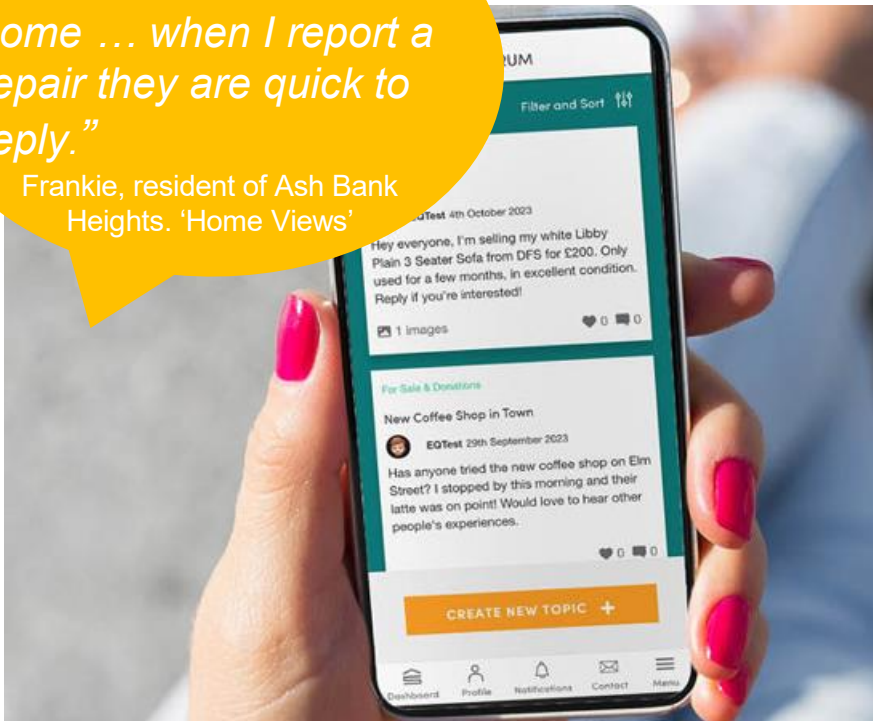 … when I report a
they are quick to
Frankie, resident of Ash Bank
Heights. ‘Home Views’
Filter and Sort
4th October 2023
Hey everyone, I'm selling my white Libby
Plain 3 Seater Sofa from DFS for £200. Only
used for a few months, in excellent condition.
Reply if you're interested!
1 images
0 0
For Sale & Donations
New Coffee Shop in Town
EQTest 29th September 2023
Has anyone tried the new coffee shop on Elm
Street? I stopped by this morning and their
latte was on point! Would love to hear other
people's experiences.
0 0
CREATE NEW TOPIC +
Dashboard Profile Notifications Contact Menu